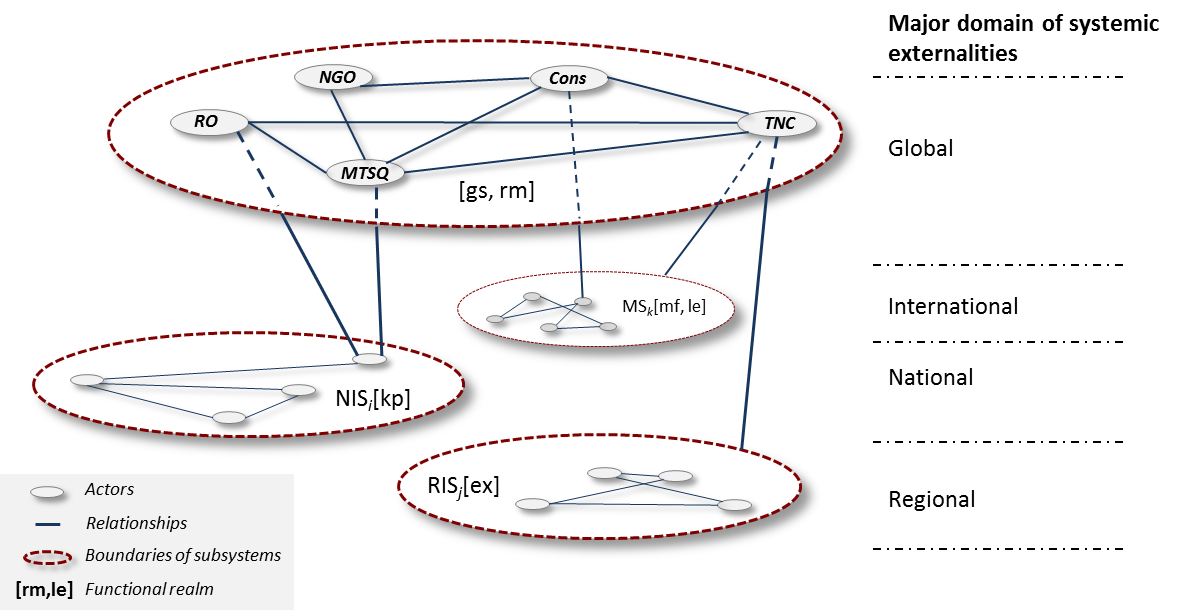 Major domain of systemic
externalities
NGO
Cons
RO
TNC
MTSQ
[gs, rm]
Global
MSk[mf, le]
International
National
NISi[kp]
RISj[ex]
Regional
Actors
Relationships
Boundaries of subsystems
[rm,le] Functional realm